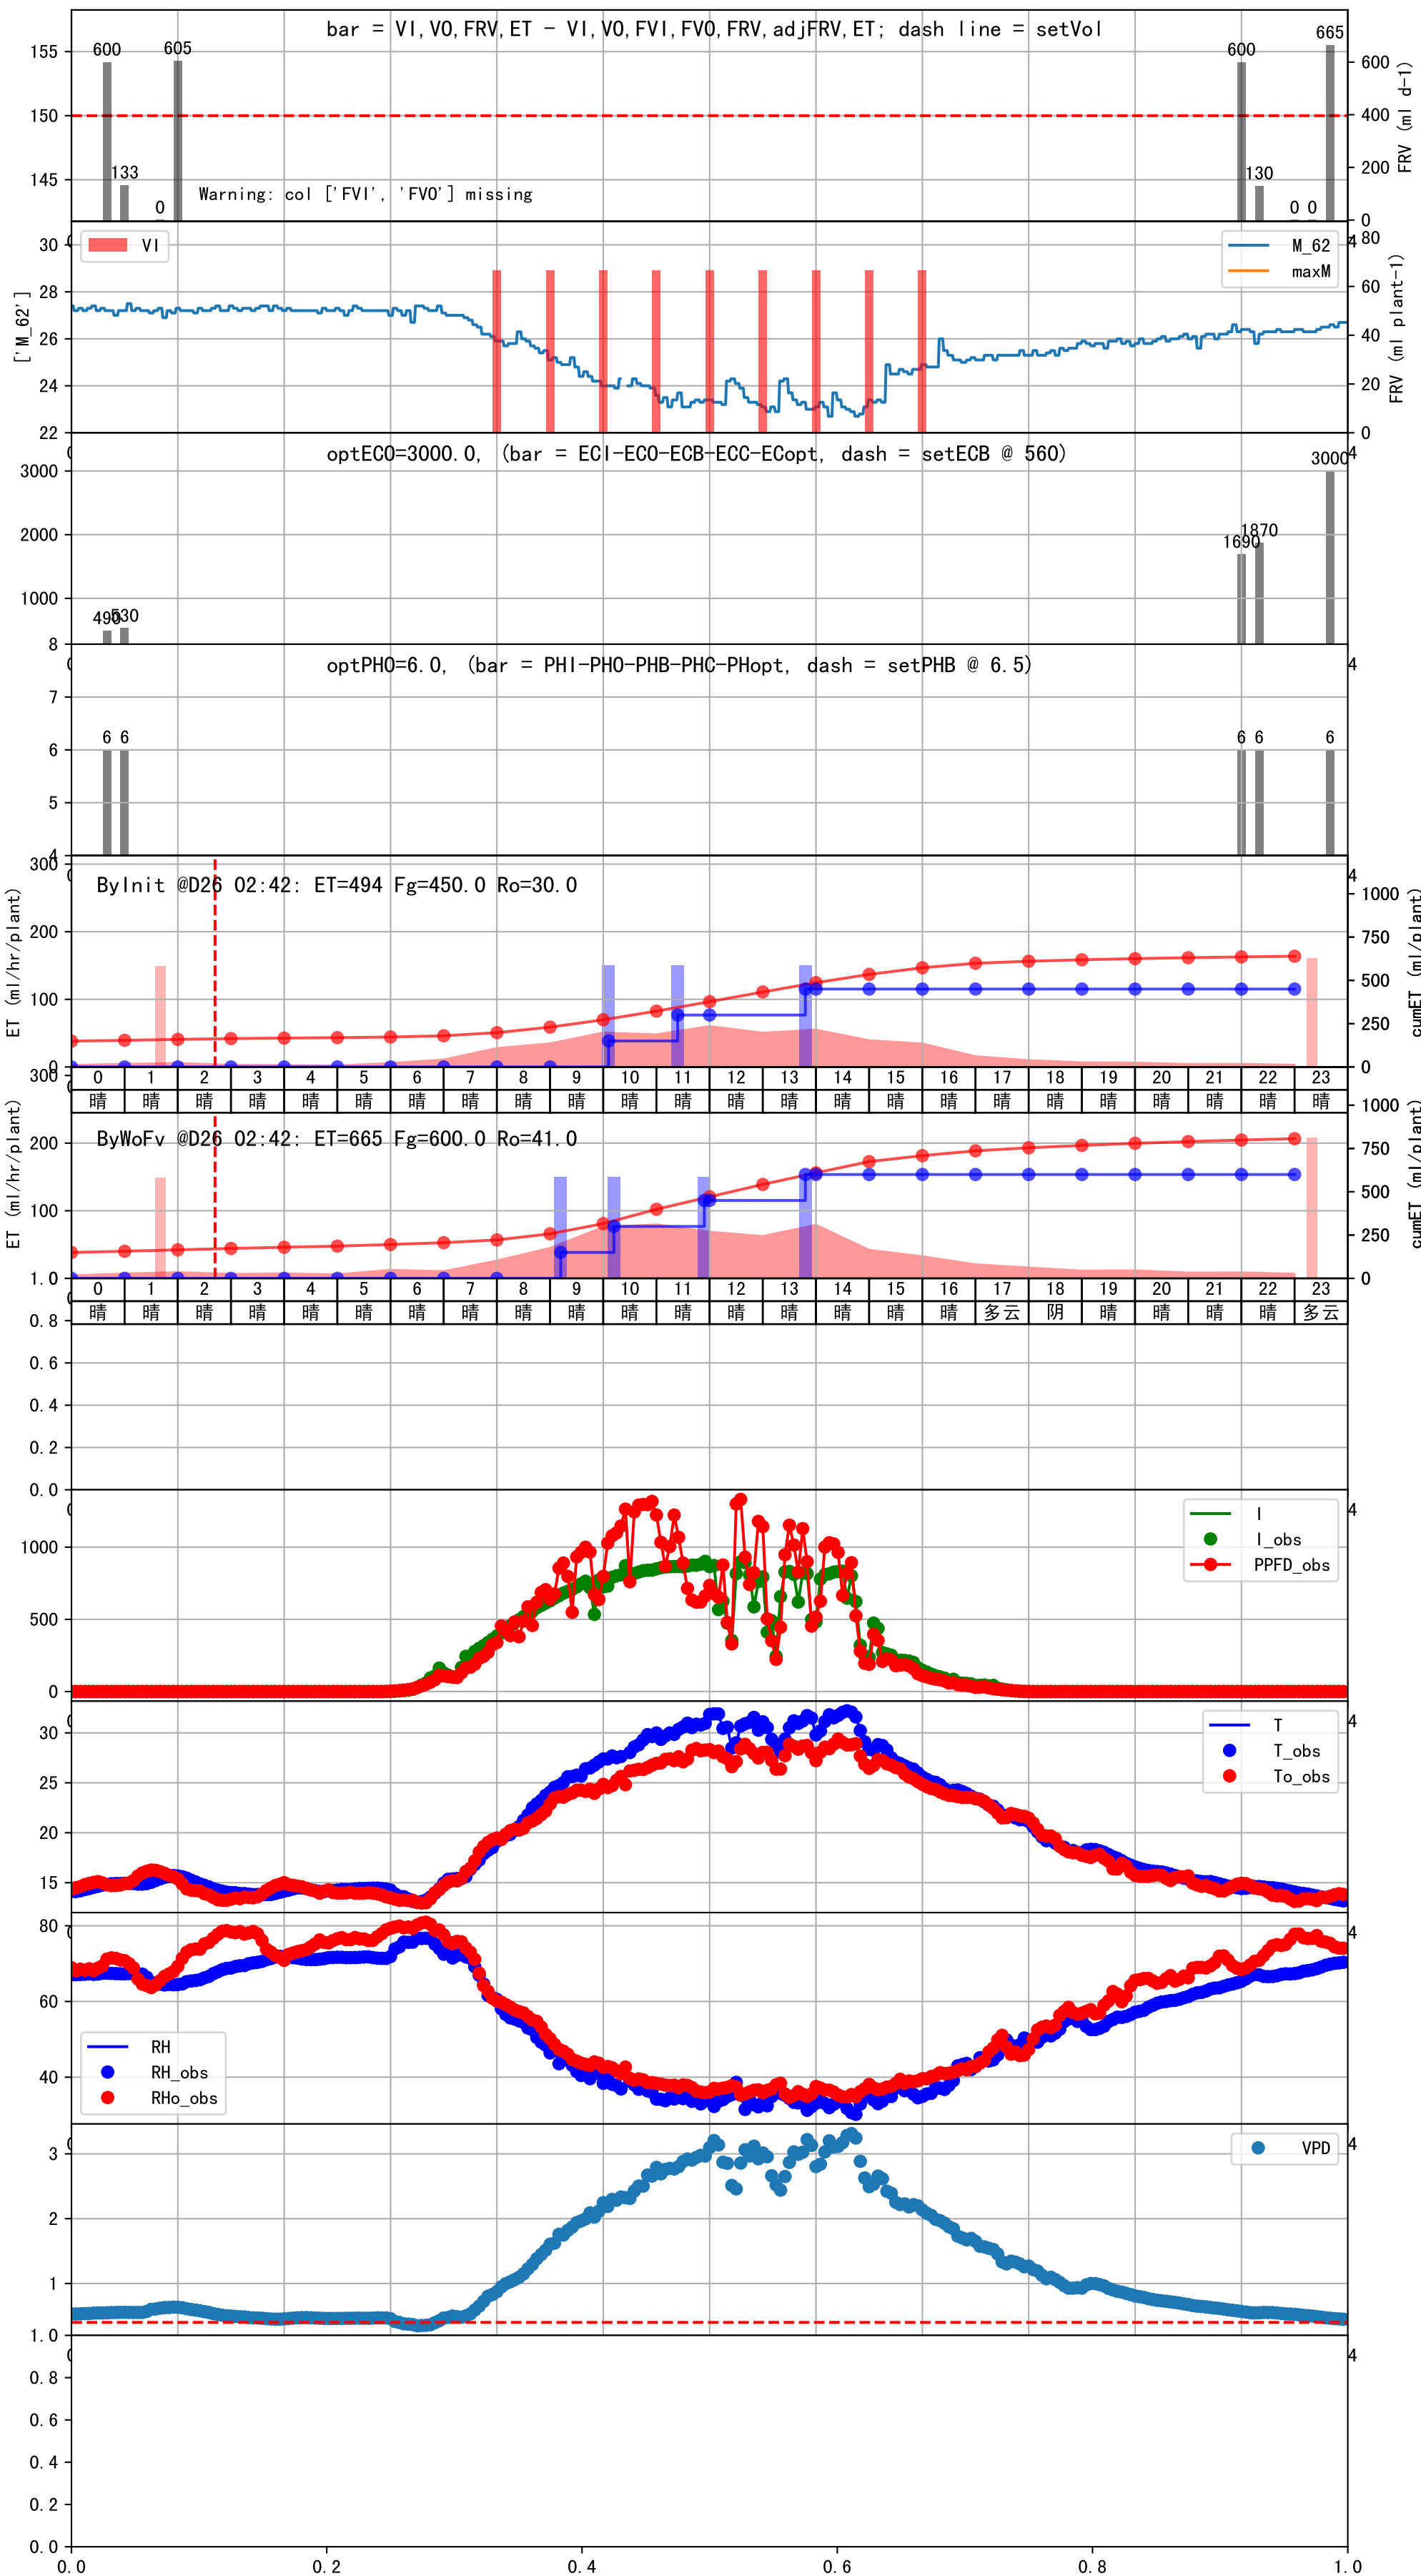 bar = VI,VO,FRV,ET - VI,VO,FVI,FVO,FRV,adjFRV,ET; dash line = setVol
600 133 0 605 600 130 0 0 665
155 150 145
600 400 200 0
FRV (ml d-1)
Warning: col ['FVI', 'FVO'] missing
VI
M_62
maxM
['M_62']
30 28 26 24 22
80 60 40 20 0
FRV (ml plant-1)
optECO=3000.0, (bar = ECI-ECO-ECB-ECC-ECopt, dash = setECB @ 560)
3000 2000 1000
490 530 1690 1870 3000
optPHO=6.0, (bar = PHI-PHO-PHB-PHC-PHopt, dash = setPHB @ 6.5)
8 7 6 5 4
6 6 6 6 6
ByInit @D26 02:42: ET=494 Fg=450.0 Ro=30.0
ET (ml/hr/plant)
300 200 100 0
1000 750 500 250 0
cumET (ml/plant)
0 1 2 3 4 5 6 7 8 9 10 11 12 13 14 15 16 17 18 19 20 21 22 23
晴 晴 晴 晴 晴 晴 晴 晴 晴 晴 晴 晴 晴 晴 晴 晴 晴 晴 晴 晴 晴 晴 晴 晴
ByWoFv @D26 02:42: ET=665 Fg=600.0 Ro=41.0
ET (ml/hr/plant)
300 200 100
1000 750 500 250 0
cumET (ml/plant)
0 1 2 3 4 5 6 7 8 9 10 11 12 13 14 15 16 17 18 19 20 21 22 23
晴 晴 晴 晴 晴 晴 晴 晴 晴 晴 晴 晴 晴 晴 晴 晴 晴 多云 阴 晴 晴 晴 晴 多云
1.0 0.8 0.6 0.4 0.2 0.0
I
I_obs
PPFD_obs
1000 500 0
T
T_obs
To_obs
30 25 20 15
RH
RH_obs
RHo_obs
80 60 40
VPD
3 2 1
1.0 0.8 0.6 0.4 0.2 0.0
0.0 0.2 0.4 0.6 0.8 1.0